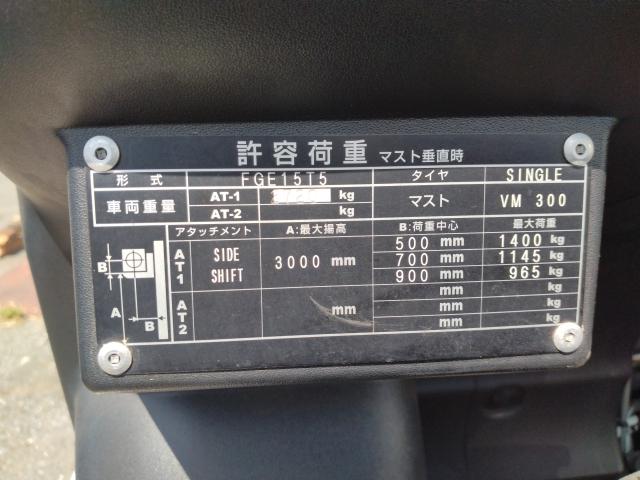 許容荷重 マスト垂直時
形式 FGE15T5 タイヤ SINGLE
車両重量 AT-1 kg マスト VM 300
AT-2 kg
アタッチメント A:最大揚高 B:荷重中心 最大荷重
AT1 SIDE SHIFT 3000 mm 500 mm 1400 kg
700 mm 1145 kg
900 mm 965 kg
AT2 mm mm kg
mm kg
mm kg
B
A
B